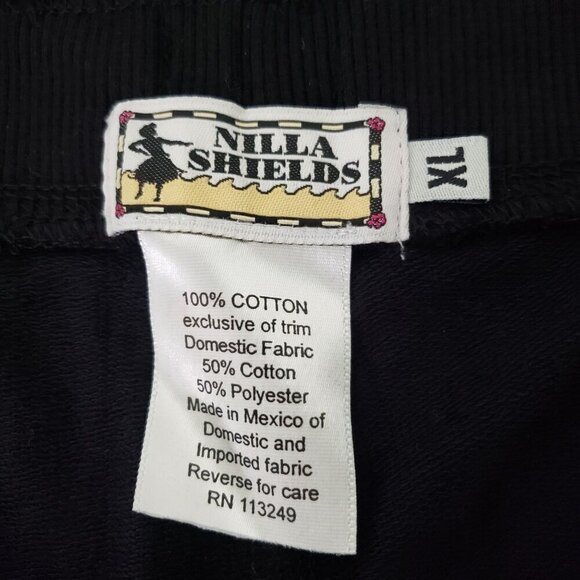 NILLA
SHIELDS
XL
100% COTTON
exclusive of trim
Domestic Fabric
50% Cotton
50% Polyester
Made in Mexico of
Domestic and
Imported fabric
Reverse for care
RN 113249